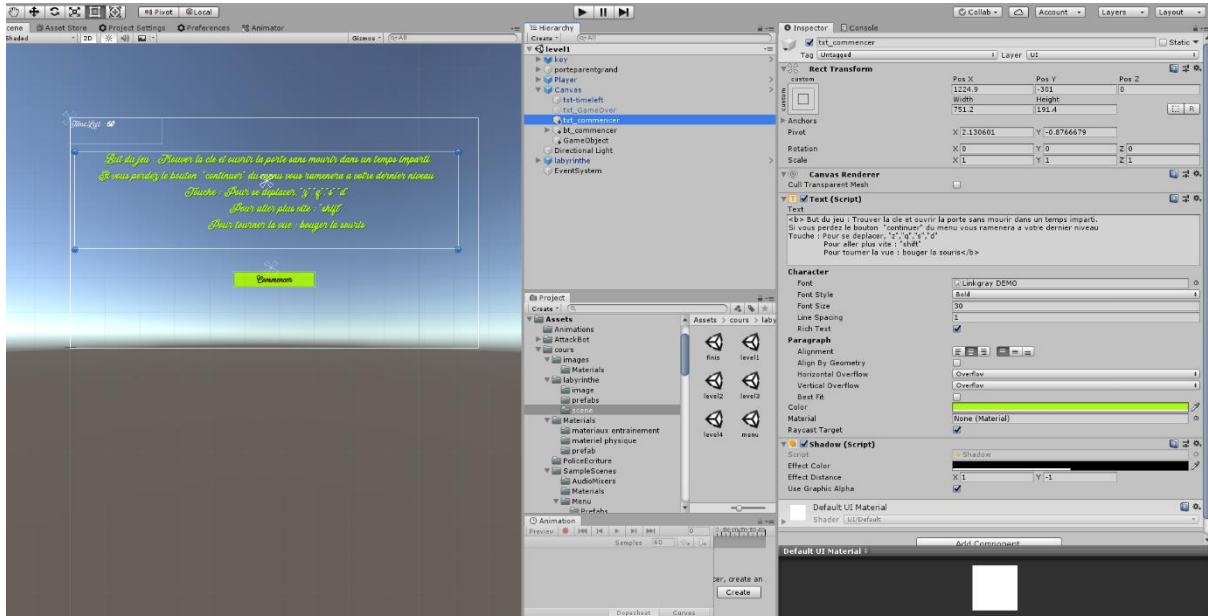 Pivot Local
Collab Account Layers Layout
Scene Asset Store Project Settings Preferences Animator
Shaded 2D Gizmos All
Time Left : 60
But du jeu : Trouver la cle et ouvrir la porte sans mourir dans un temps imparti.
Si vous perdez le bouton "continuer" du menu vous ramenera a votre dernier niveau
Touche : Pour se deplacer, "z","q","s","d"
Pour aller plus vite : "shift"
Pour tourner la vue : bouger la souris
Commencer
Hierarchy
Create All
level1
key
porteparentgrand
Player
Canvas
txt-timeleft
txt_GameOver
txt_commencer
bt_commencer
GameObject
Directional Light
labyrinthe
EventSystem
Project
Create
Assets
Animations
AttackBot
cours
images
Materials
labyrinthe
image
prefabs
scene
Materials
materiaux entrainement
materiel physique
prefab
PoliceEcriture
SampleScenes
AudioMixers
Materials
Menu
Prefabs
Assets > cours > laby
finis level1
level2 level3
level4 menu
Animation
Preview 0
Samples 60
create an
Create
Dopesheet Curves
Inspector Console
txt_commencer Static
Tag Untagged Layer UI
Rect Transform
custom Pos X Pos Y Pos Z
custom 1224.9 -301 0
Width Height
751.2 191.4 R
Anchors
Pivot X 2.130601 Y -0.8766679
Rotation X 0 Y 0 Z 0
Scale X 1 Y 1 Z 1
Canvas Renderer
Cull Transparent Mesh
Text (Script)
Text
<b> But du jeu : Trouver la cle et ouvrir la porte sans mourir dans un temps imparti.
Si vous perdez le bouton "continuer" du menu vous ramenera a votre dernier niveau
Touche : Pour se deplacer, "z","q","s","d"
Pour aller plus vite : "shift"
Pour tourner la vue : bouger la souris</b>
Character
Font Linkgray DEMO
Font Style Bold
Font Size 30
Line Spacing 1
Rich Text
Paragraph
Alignment
Align By Geometry
Horizontal Overflow Overflow
Vertical Overflow Overflow
Best Fit
Color
Material None (Material)
Raycast Target
Shadow (Script)
Script Shadow
Effect Color
Effect Distance X 1 Y -1
Use Graphic Alpha
Default UI Material
Shader UI/Default
Add Component
Default UI Material